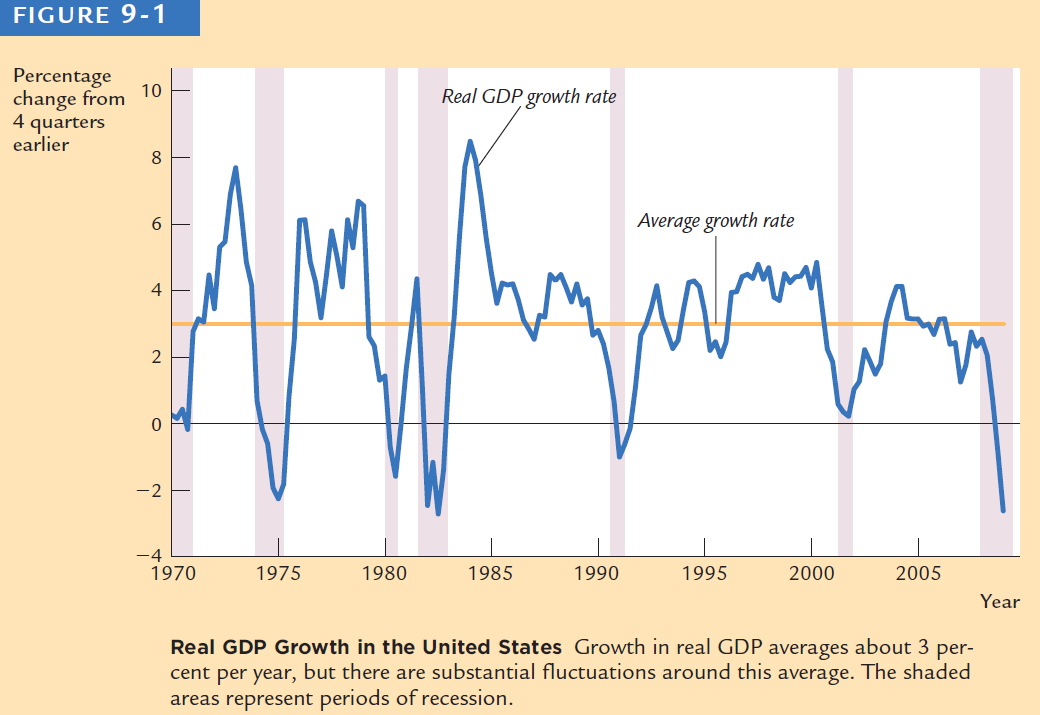 FIGURE 9-1
Percentage
change from
4 quarters
earlier
10
8
6
4
2
0
−2
−4
Real GDP growth rate
Average growth rate
1970
1975
1980
1985
1990
1995
2000
2005
Year
Real GDP Growth in the United States Growth in real GDP averages about 3 per-
cent per year, but there are substantial fluctuations around this average. The shaded
areas represent periods of recession.